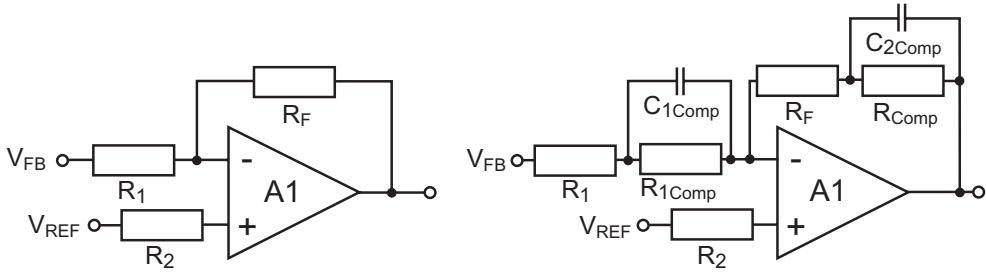 R_F
V_FB
R_1
-
A1
V_REF
+
R_2
C_2Comp
C_1Comp
R_F
R_Comp
V_FB
R_1
R_1Comp
-
A1
V_REF
+
R_2